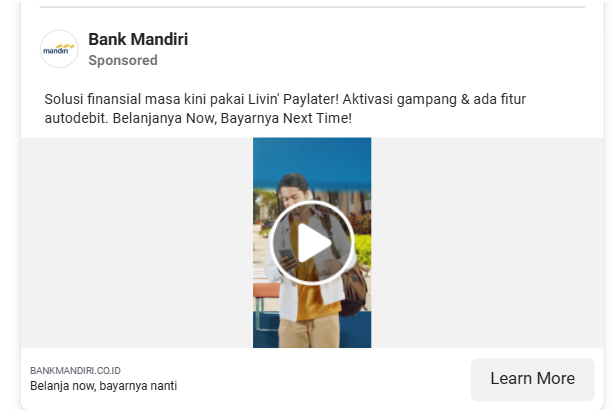 mandiri
Bank Mandiri
Sponsored
Solusi finansial masa kini pakai Livin' Paylater! Aktivasi gampang & ada fitur
autodebit. Belanjanya Now, Bayarnya Next Time!
BANKMANDIRI.CO.ID
Belanja now, bayarnya nanti
Learn More